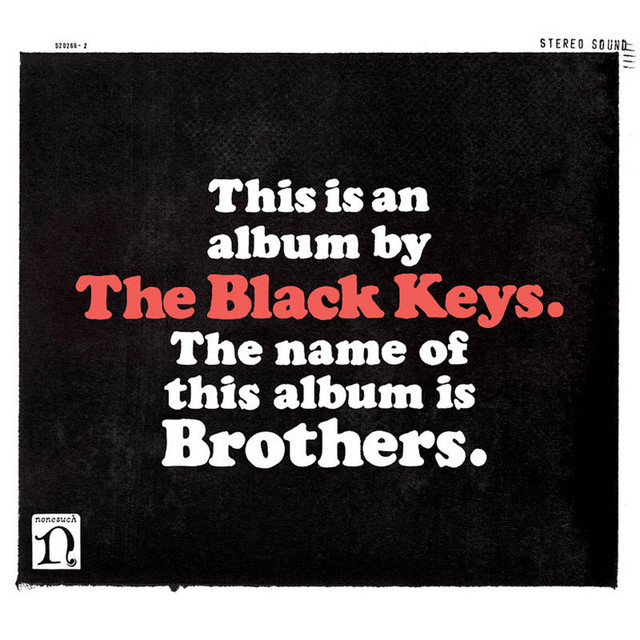 520266-2
STEREO SOUND
This is an
album by
The Black Keys.
The name of
this album is
Brothers.
nonesuch
n